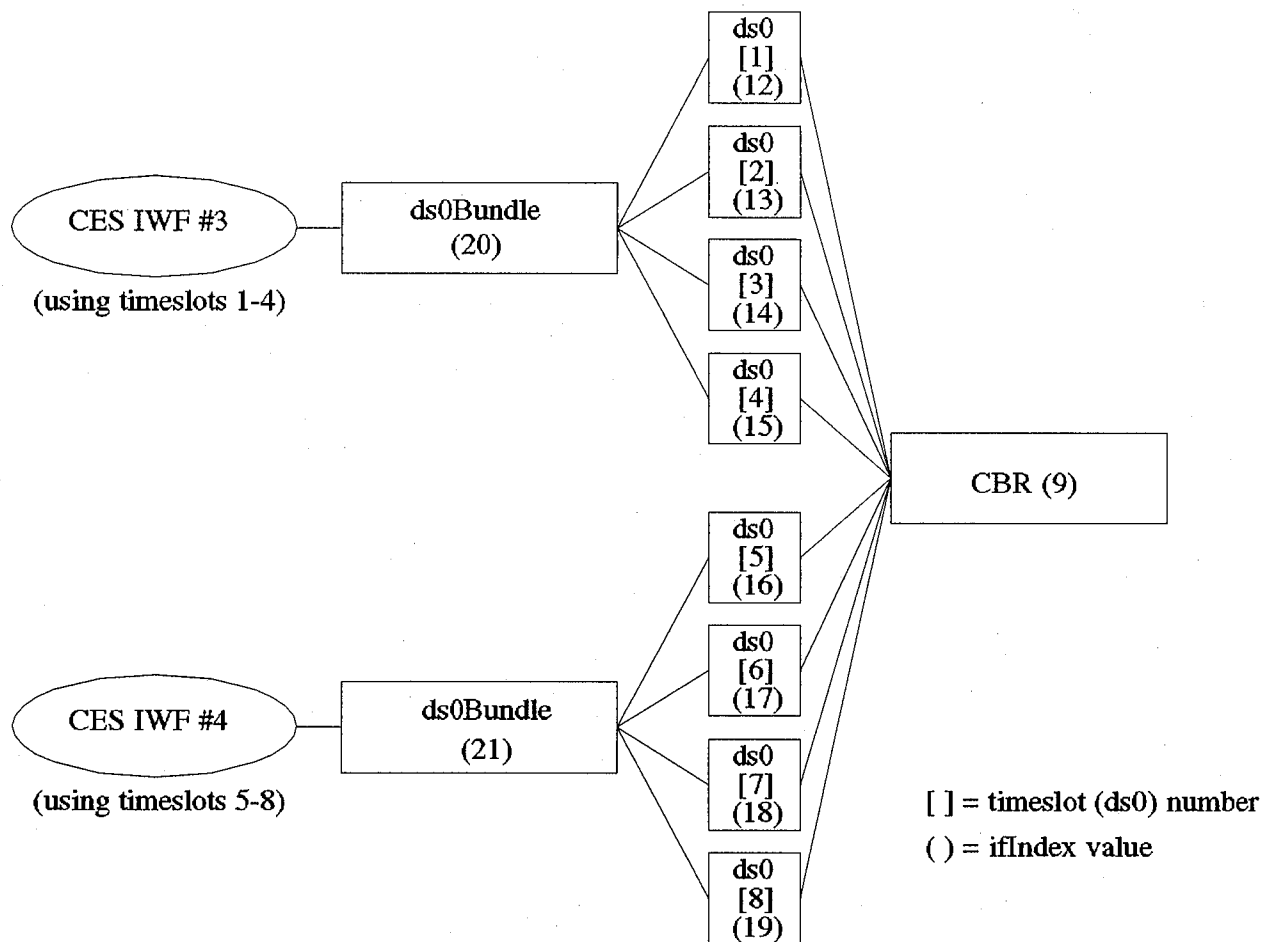 ds0
[1]
(12)
ds0
[2]
(13)
CES IWF #3
ds0Bundle
(20)
(using timeslots 1-4)
ds0
[3]
(14)
ds0
[4]
(15)
CBR (9)
ds0
[5]
(16)
ds0
[6]
(17)
CES IWF #4
ds0Bundle
(21)
(using timeslots 5-8)
ds0
[7]
(18)
ds0
[8]
(19)
[ ] = timeslot (ds0) number
( ) = ifIndex value